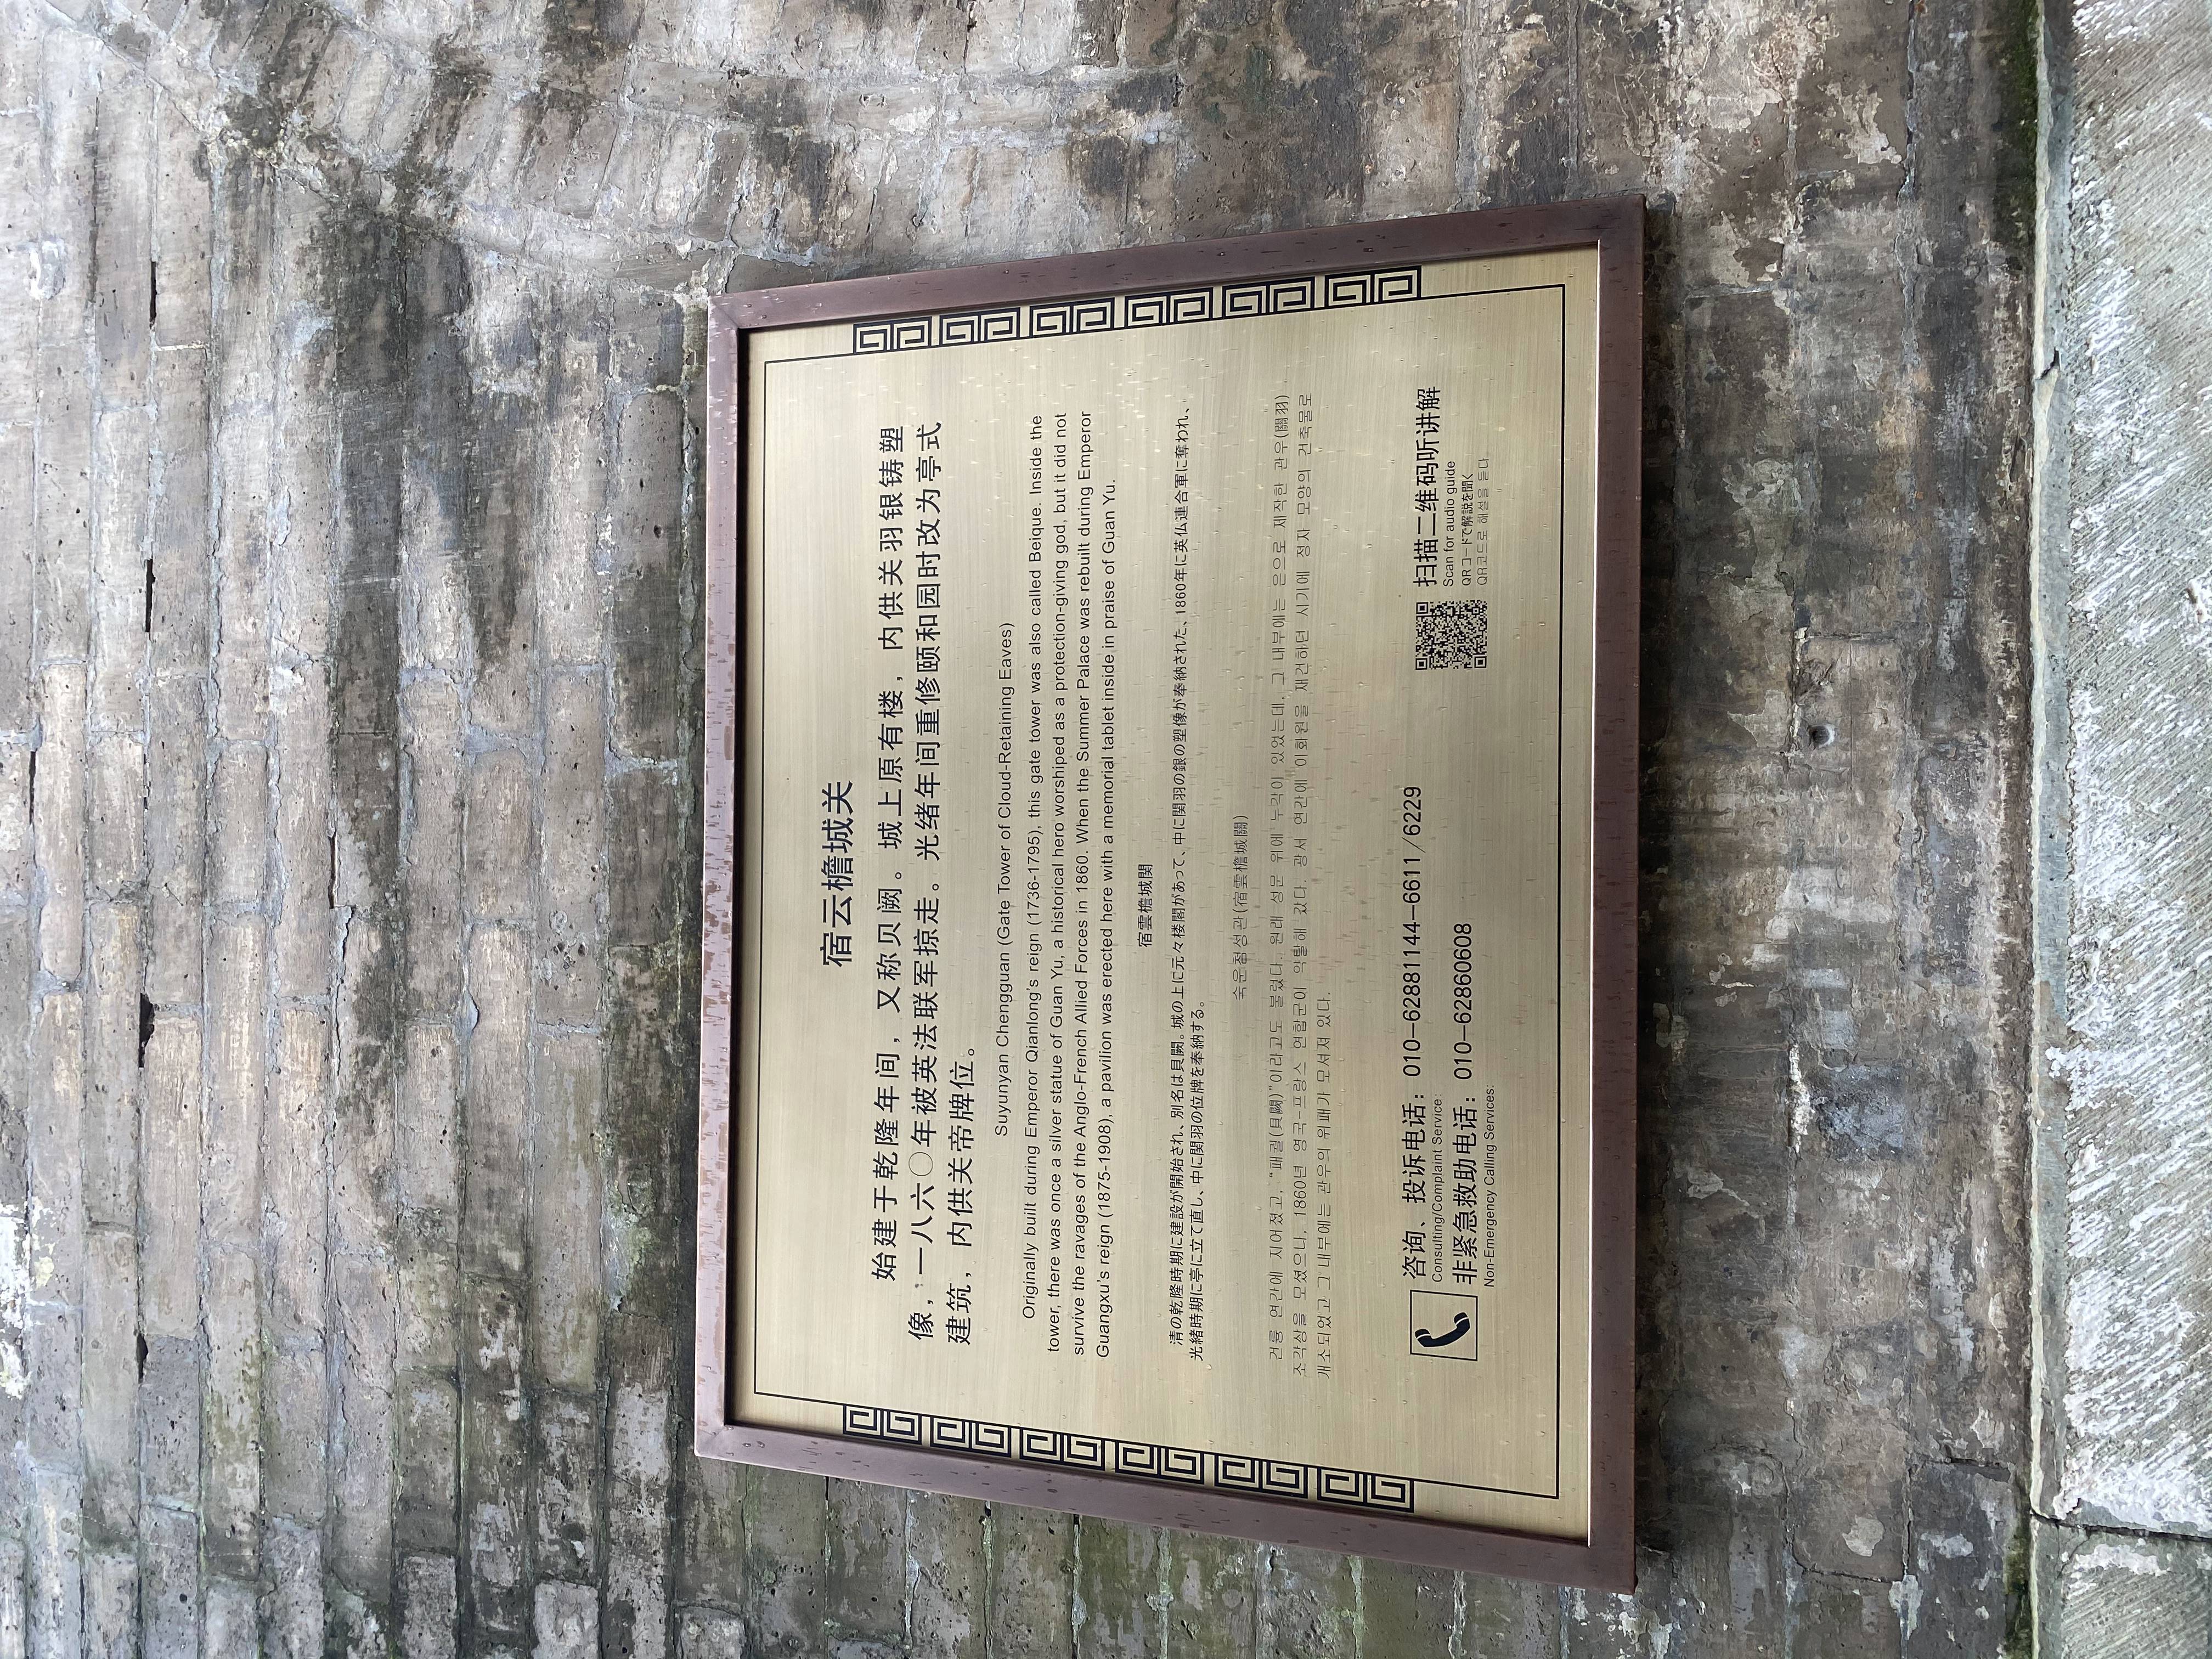 宿云檐城关
始建于乾隆年间，又称贝阙。城上原有楼，内供关羽银铸塑
像，一八六〇年被英法联军掠走。光绪年间重修颐和园时改为亭式
建筑，内供关帝牌位。
Suyunyan Chengguan (Gate Tower of Cloud-Retaining Eaves)
Originally built during Emperor Qianlong's reign (1736-1795), this gate tower was also called Beique. Inside the
tower, there was once a silver statue of Guan Yu, a historical hero worshiped as a protection-giving god, but it did not
survive the ravages of the Anglo-French Allied Forces in 1860. When the Summer Palace was rebuilt during Emperor
Guangxu's reign (1875-1908), a pavilion was erected here with a memorial tablet inside in praise of Guan Yu.
宿雲檐城関
清の乾隆時期に建設が開始され、別名は貝闕。城の上に元々楼閣があって、中に関羽の銀の塑像が奉納された、1860年に英仏連合軍に奪われ、
光緒時期に亭に立て直し、中に関羽の位牌を奉納する。
숙운첨성관(宿雲檐城關)
건륭 연간에 지어졌고, "패궐(貝闕)"이라고도 불렸다. 원래 성문 위에 누각이 있었는데, 그 내부에는 은으로 제작한 관우(關羽)
조각상을 모셨으나, 1860년 영국-프랑스 연합군이 약탈해 갔다. 광서 연간에 이화원을 재건하던 시기에 정자 모양의 건축물로
개조되었고 그 내부에는 관우의 위패가 모셔져 있다.
咨询、投诉电话：010-62881144-6611/6229
Consulting/Complaint Service:
非紧急救助电话：010-62860608
Non-Emergency Calling Services:
扫描二维码听讲解
Scan for audio guide
QRコードで解説を聞く
QR코드로 해설을 듣다